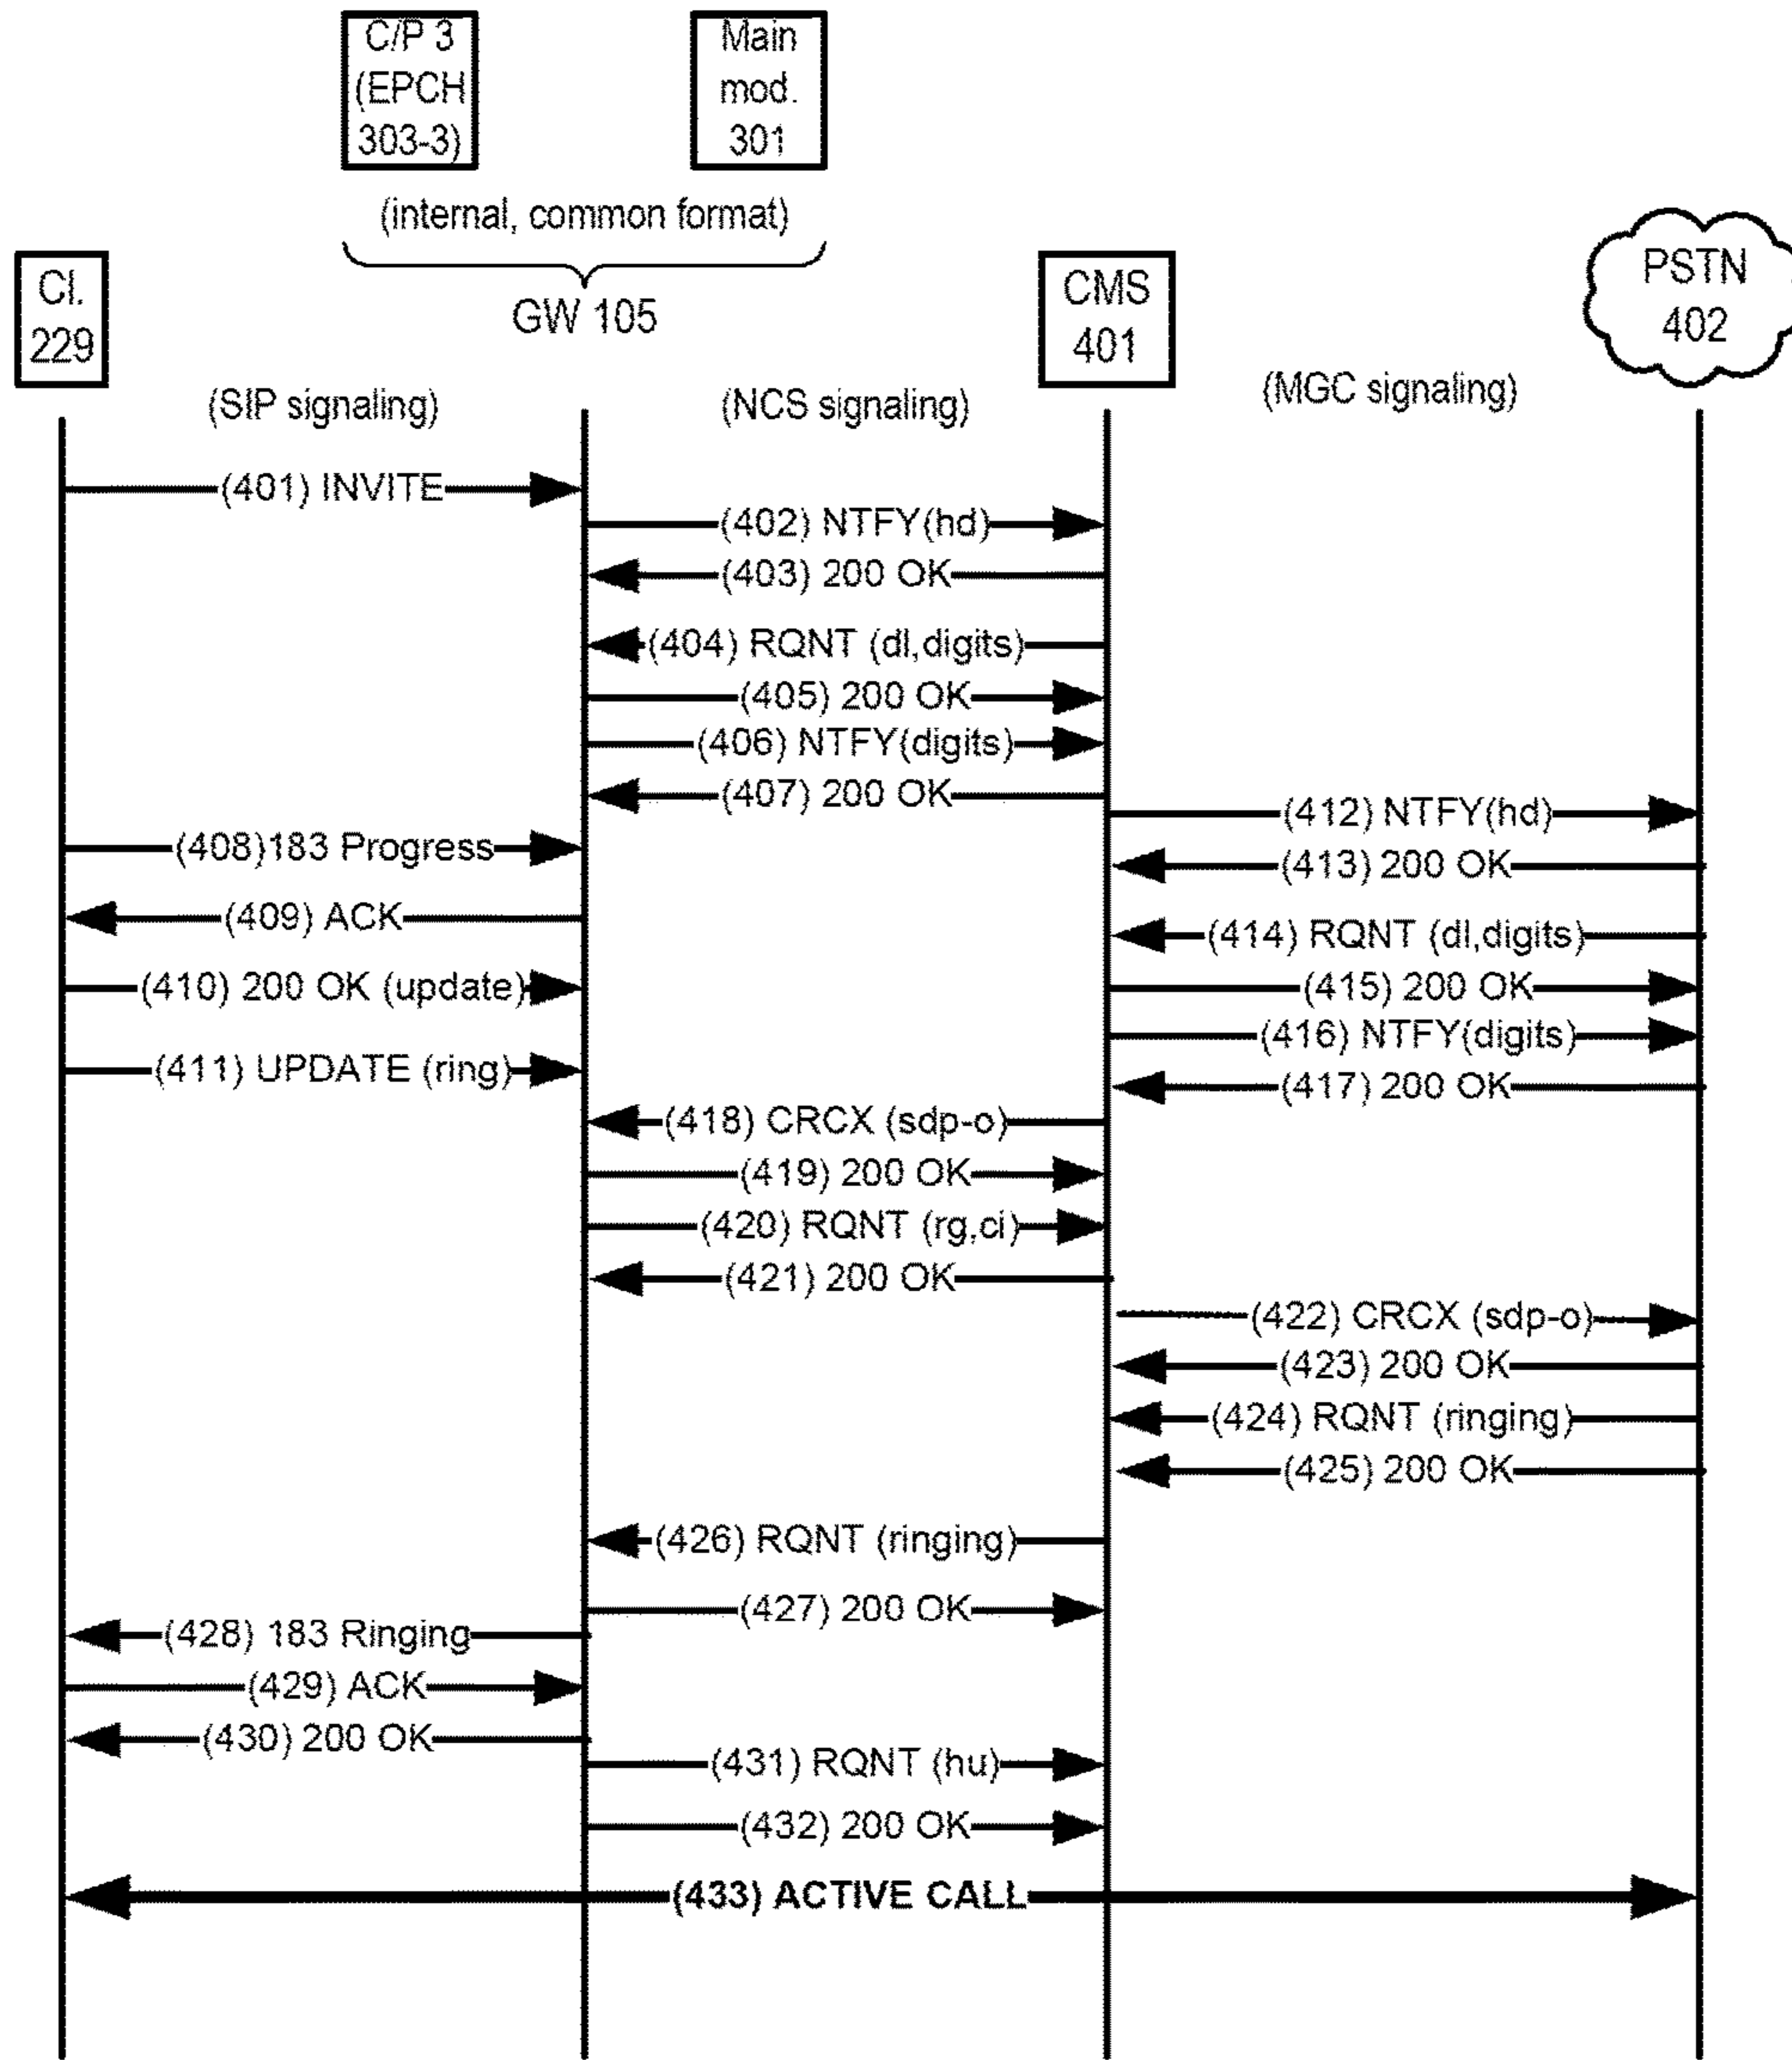 C/P 3
(EPCH
303-3)
Main
mod.
301
(internal, common format)
GW 105
Cl.
229
CMS
401
PSTN
402
(SIP signaling)
(NCS signaling)
(MGC signaling)
(401) INVITE
(402) NTFY(hd)
(403) 200 OK
(404) RQNT (dl,digits)
(405) 200 OK
(406) NTFY(digits)
(407) 200 OK
(412) NTFY(hd)
(408)183 Progress
(413) 200 OK
(409) ACK
(414) RQNT (dl,digits)
(410) 200 OK (update)
(415) 200 OK
(416) NTFY(digits)
(411) UPDATE (ring)
(417) 200 OK
(418) CRCX (sdp-o)
(419) 200 OK
(420) RQNT (rg,ci)
(421) 200 OK
(422) CRCX (sdp-o)
(423) 200 OK
(424) RQNT (ringing)
(425) 200 OK
(426) RQNT (ringing)
(427) 200 OK
(428) 183 Ringing
(429) ACK
(430) 200 OK
(431) RQNT (hu)
(432) 200 OK
(433) ACTIVE CALL